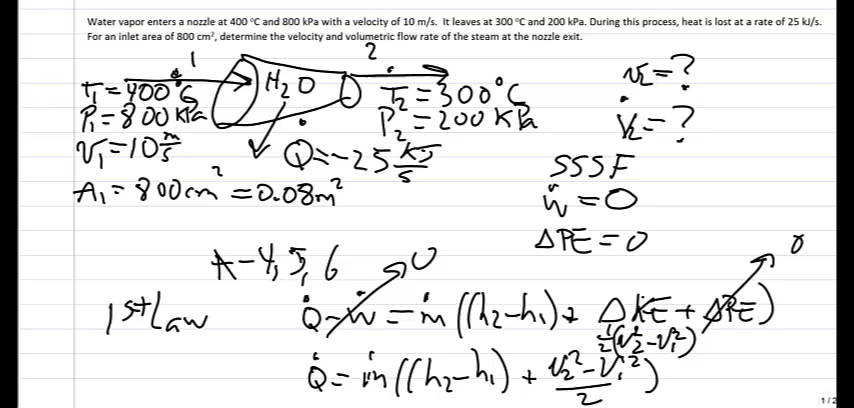 Water vapor enters a nozzle at 400 °C and 800 kPa with a velocity of 10 m/s. It leaves at 300 °C and 200 kPa. During this process, heat is lost at a rate of 25 kJ/s.
For an inlet area of 800 cm², determine the velocity and volumetric flow rate of the steam at the nozzle exit.
1 2
H₂O
T₁ = 400°C T₂ = 300°C v₂ = ?
P₁ = 800 kPa P₂ = 200 kPa V̇₂ = ?
v₁ = 10 m/s Q̇ = -25 kJ/s SSSF
A₁ = 800 cm² = 0.08 m² Ẇ = 0
ΔPE = 0
A-4, 5, 6 0 0
1st Law Q̇ - Ẇ = ṁ ((h₂-h₁) + ΔKE + ΔPE)
½(v₂² - v₁²)
Q̇ = ṁ ((h₂-h₁) + (v₂² - v₁²)/2)
1 / 2